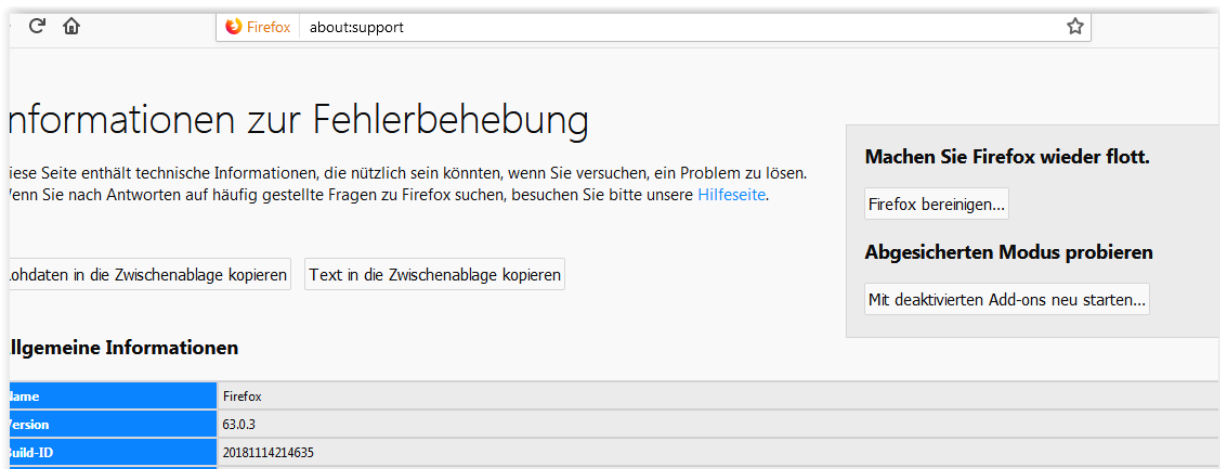 Firefox about:support
nformationen zur Fehlerbehebung
iese Seite enthält technische Informationen, die nützlich sein könnten, wenn Sie versuchen, ein Problem zu lösen.
enn Sie nach Antworten auf häufig gestellte Fragen zu Firefox suchen, besuchen Sie bitte unsere Hilfeseite.
Machen Sie Firefox wieder flott.
Firefox bereinigen...
Abgesicherten Modus probieren
Mit deaktivierten Add-ons neu starten...
ohdaten in die Zwischenablage kopieren Text in die Zwischenablage kopieren
llgemeine Informationen
Name Firefox
Version 63.0.3
Build-ID 20181114214635